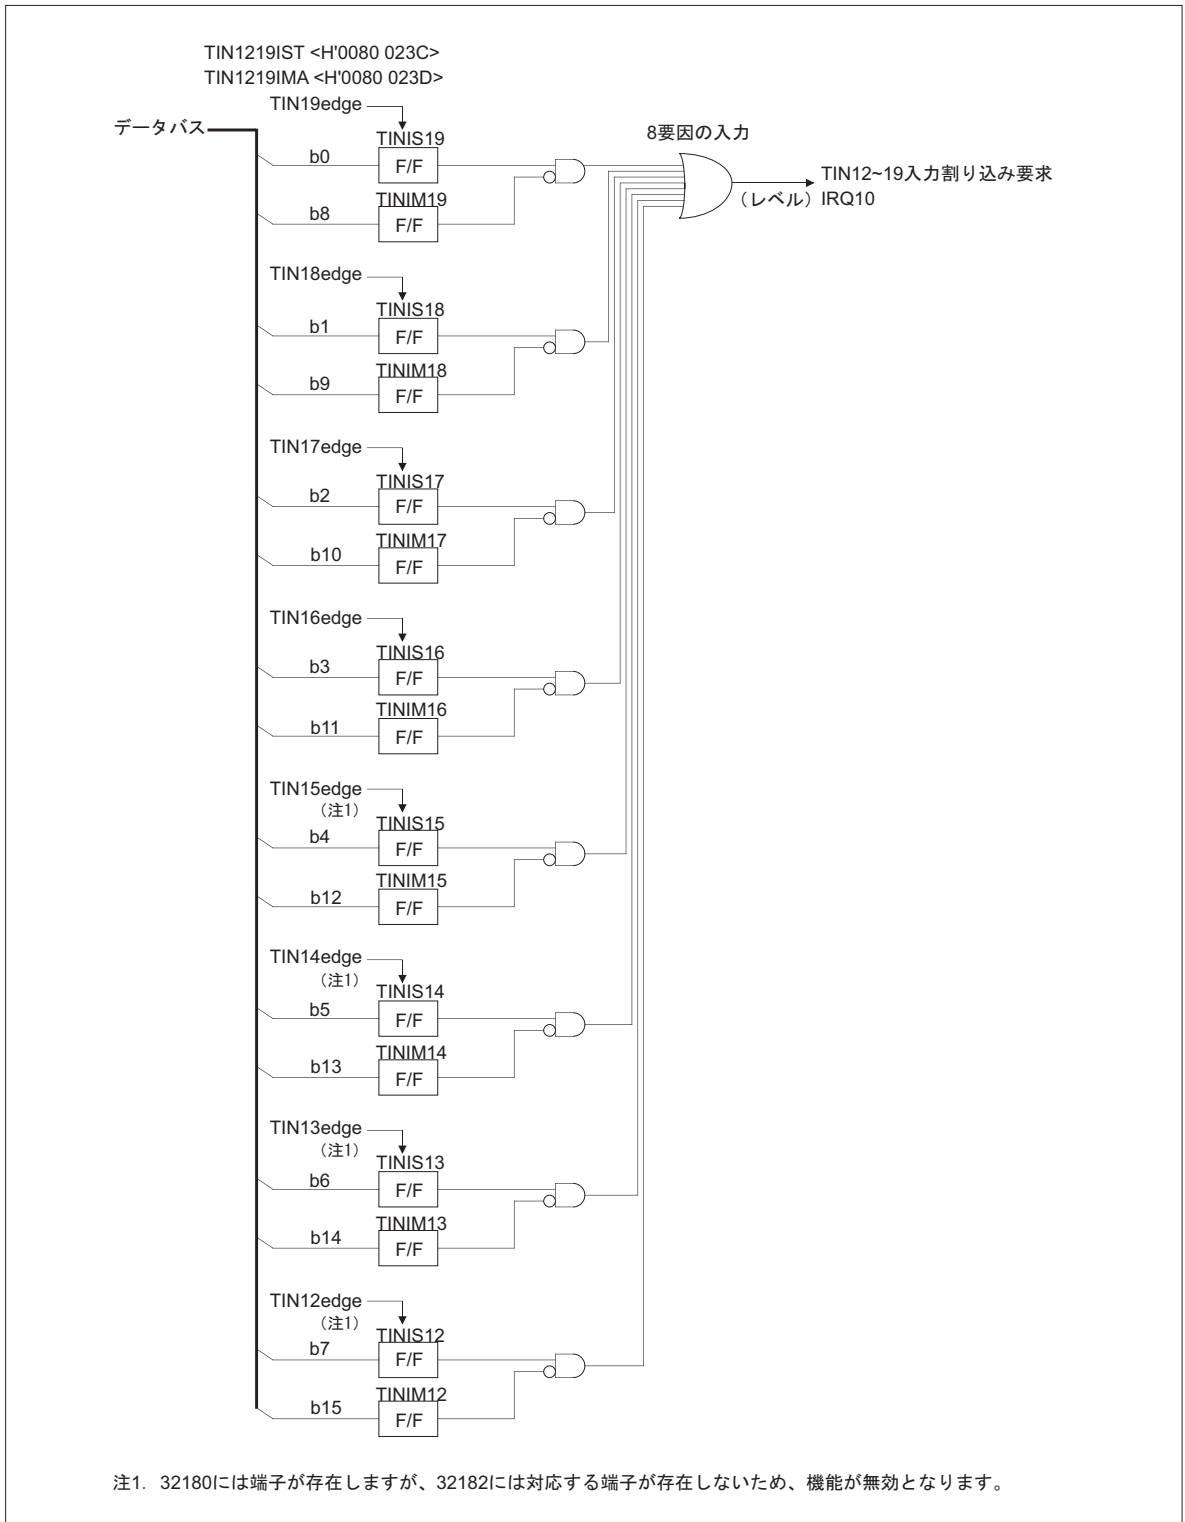 TIN1219IST <H'0080 023C>
TIN1219IMA <H'0080 023D>
TIN19edge
データバス
TINIS19
8要因の入力
b0
F/F
TIN12~19入力割り込み要求
TINIM19
(レベル) IRQ10
b8
F/F
TIN18edge
TINIS18
b1
F/F
TINIM18
b9
F/F
TIN17edge
TINIS17
b2
F/F
TINIM17
b10
F/F
TIN16edge
TINIS16
b3
F/F
TINIM16
b11
F/F
TIN15edge
(注1)
TINIS15
b4
F/F
TINIM15
b12
F/F
TIN14edge
(注1)
TINIS14
b5
F/F
TINIM14
b13
F/F
TIN13edge
(注1)
TINIS13
b6
F/F
TINIM13
b14
F/F
TIN12edge
(注1)
TINIS12
b7
F/F
TINIM12
b15
F/F
注1. 32180には端子が存在しますが、32182には対応する端子が存在しないため、機能が無効となります。